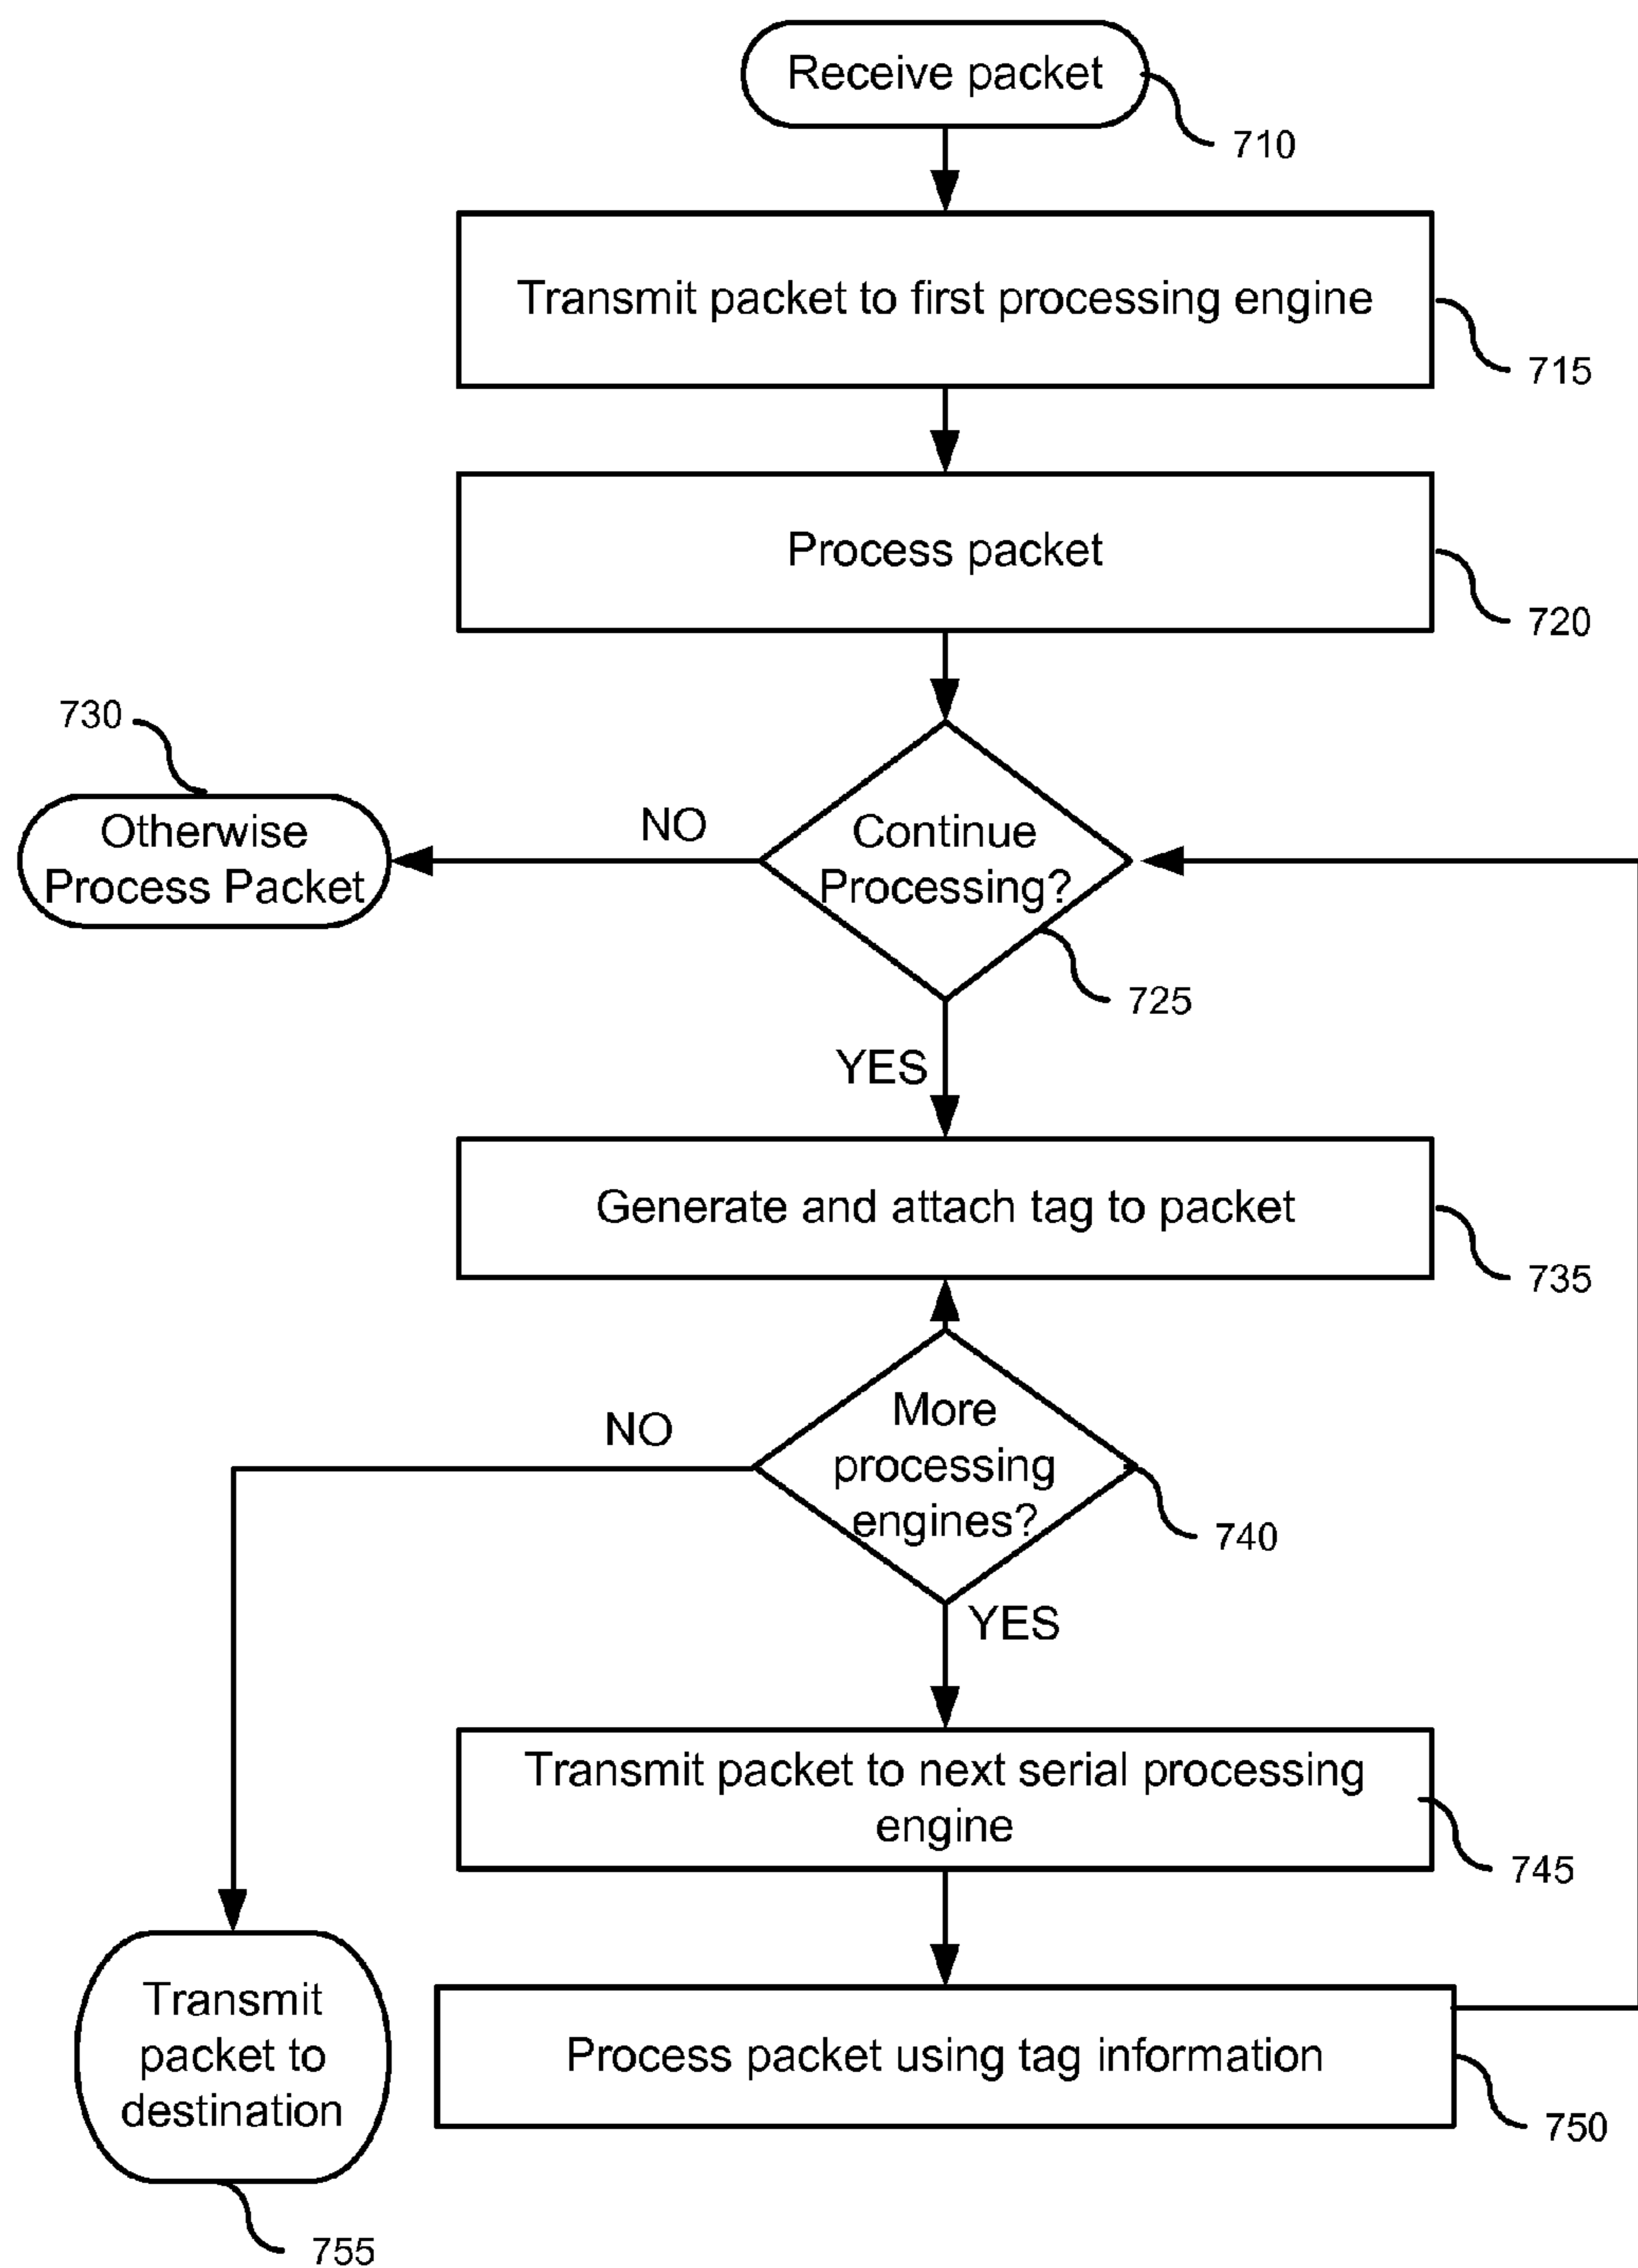 Receive packet
710
Transmit packet to first processing engine
715
Process packet
720
730
Otherwise
Process Packet
NO
Continue
Processing?
725
YES
Generate and attach tag to packet
735
NO
More
processing
engines?
740
YES
Transmit packet to next serial processing
engine
745
Transmit
packet to
destination
Process packet using tag information
750
755